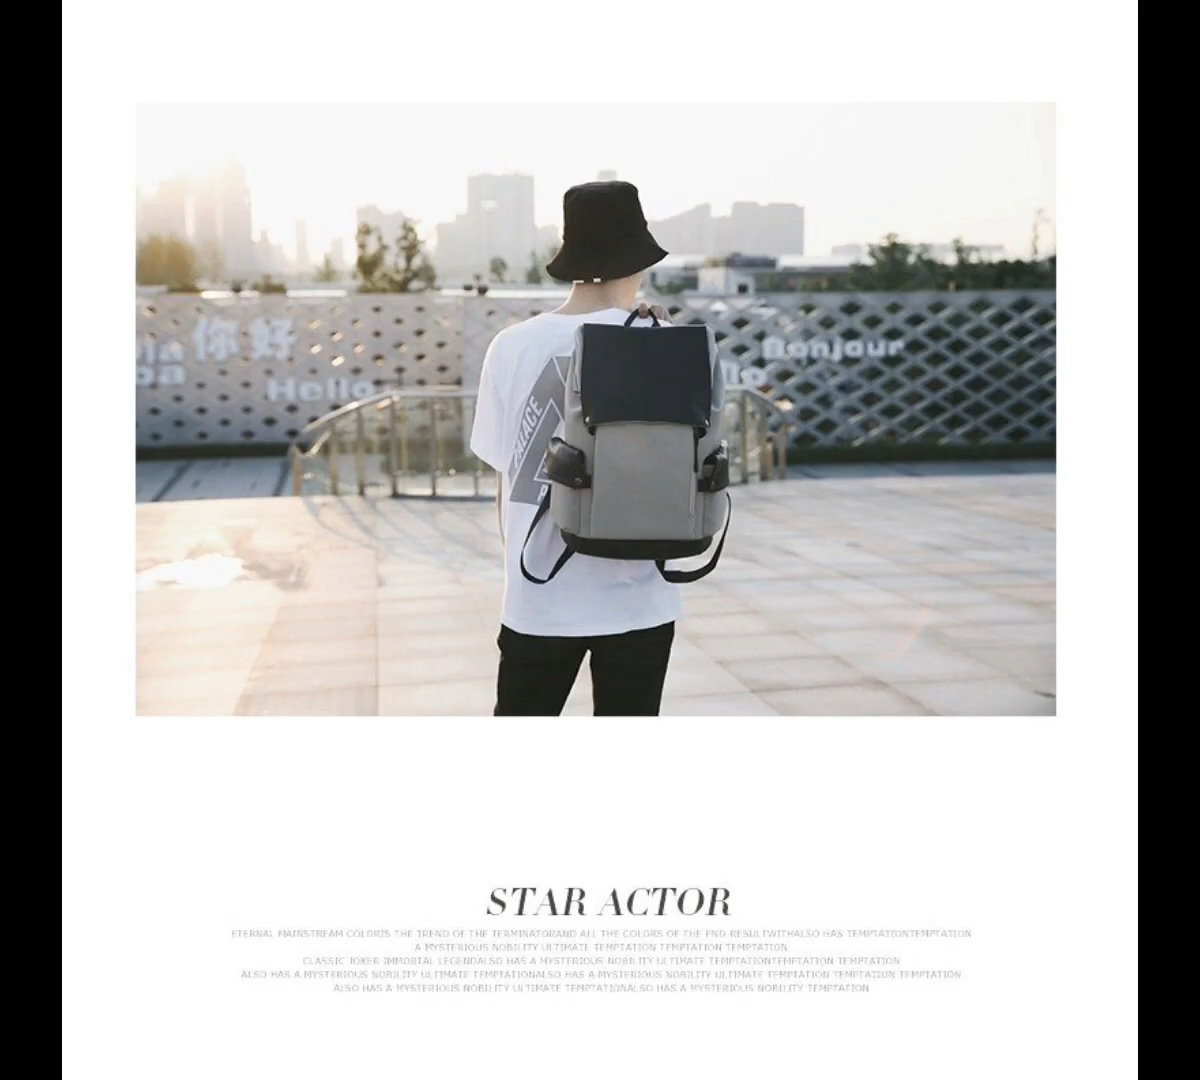 你好
Hello
Bonjour
PALACE
STAR ACTOR
ETERNAL MAINSTREAM COLORIS THE TREND OF THE TERMINATORAND ALL THE COLORS OF THE END RESULTWITHALSO HAS TEMPTATIONTEMPTATION
A MYSTERIOUS NOBILITY ULTIMATE TEMPTATION TEMPTATION TEMPTATION
CLASSIC JOKER IMMORTAL LEGENDALSO HAS A MYSTERIOUS NOBILITY ULTIMATE TEMPTATIONTEMPTATION TEMPTATION
ALSO HAS A MYSTERIOUS NOBILITY ULTIMATE TEMPTATIONALSO HAS A MYSTERIOUS NOBILITY ULTIMATE TEMPTATION TEMPTATION TEMPTATION
ALSO HAS A MYSTERIOUS NOBILITY ULTIMATE TEMPTATIONALSO HAS A MYSTERIOUS NOBILITY TEMPTATION